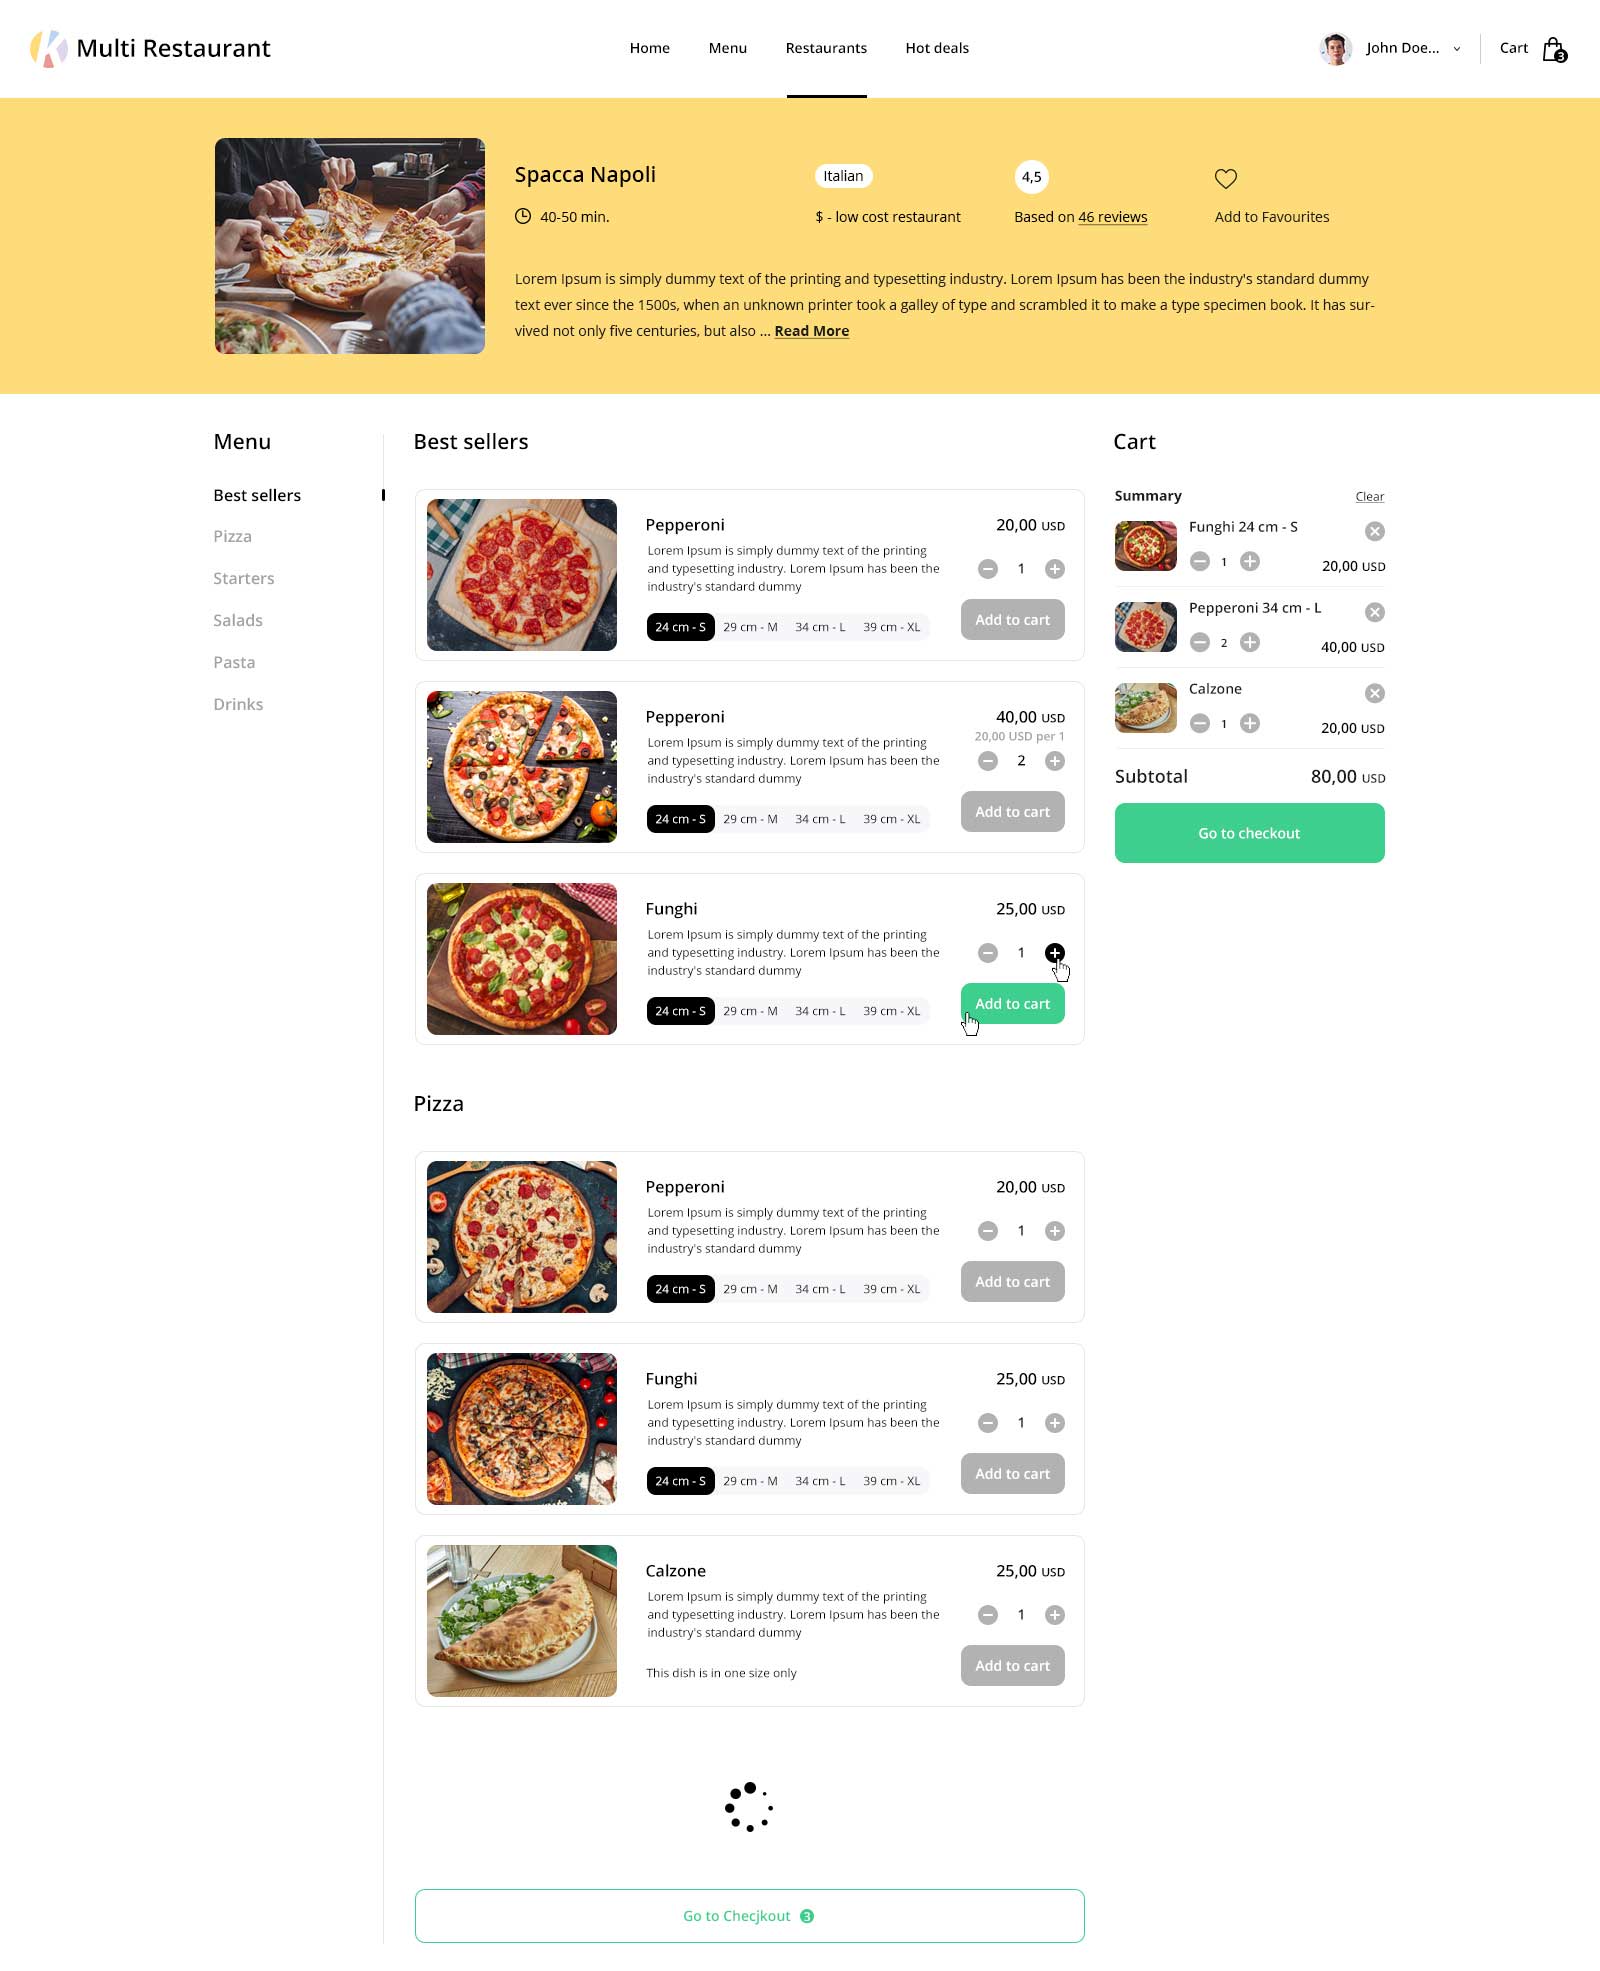 Multi Restaurant
Home Menu Restaurants Hot deals
John Doe... Cart 3
Spacca Napoli
40-50 min.
Italian
$ - low cost restaurant
4,5
Based on 46 reviews
Add to Favourites
Lorem Ipsum is simply dummy text of the printing and typesetting industry. Lorem Ipsum has been the industry's standard dummy
text ever since the 1500s, when an unknown printer took a galley of type and scrambled it to make a type specimen book. It has sur-
vived not only five centuries, but also ... Read More
Menu
Best sellers
Pizza
Starters
Salads
Pasta
Drinks
Best sellers
Pepperoni
Lorem Ipsum is simply dummy text of the printing
and typesetting industry. Lorem Ipsum has been the
industry's standard dummy
24 cm - S 29 cm - M 34 cm - L 39 cm - XL
20,00 USD
1
Add to cart
Pepperoni
Lorem Ipsum is simply dummy text of the printing
and typesetting industry. Lorem Ipsum has been the
industry's standard dummy
24 cm - S 29 cm - M 34 cm - L 39 cm - XL
40,00 USD
20,00 USD per 1
2
Add to cart
Funghi
Lorem Ipsum is simply dummy text of the printing
and typesetting industry. Lorem Ipsum has been the
industry's standard dummy
24 cm - S 29 cm - M 34 cm - L 39 cm - XL
25,00 USD
1
Add to cart
Pizza
Pepperoni
Lorem Ipsum is simply dummy text of the printing
and typesetting industry. Lorem Ipsum has been the
industry's standard dummy
24 cm - S 29 cm - M 34 cm - L 39 cm - XL
20,00 USD
1
Add to cart
Funghi
Lorem Ipsum is simply dummy text of the printing
and typesetting industry. Lorem Ipsum has been the
industry's standard dummy
24 cm - S 29 cm - M 34 cm - L 39 cm - XL
25,00 USD
1
Add to cart
Calzone
Lorem Ipsum is simply dummy text of the printing
and typesetting industry. Lorem Ipsum has been the
industry's standard dummy
This dish is in one size only
25,00 USD
1
Add to cart
Go to Checjkout 3
Cart
Summary Clear
Funghi 24 cm - S
1 20,00 USD
Pepperoni 34 cm - L
2 40,00 USD
Calzone
1 20,00 USD
Subtotal 80,00 USD
Go to checkout